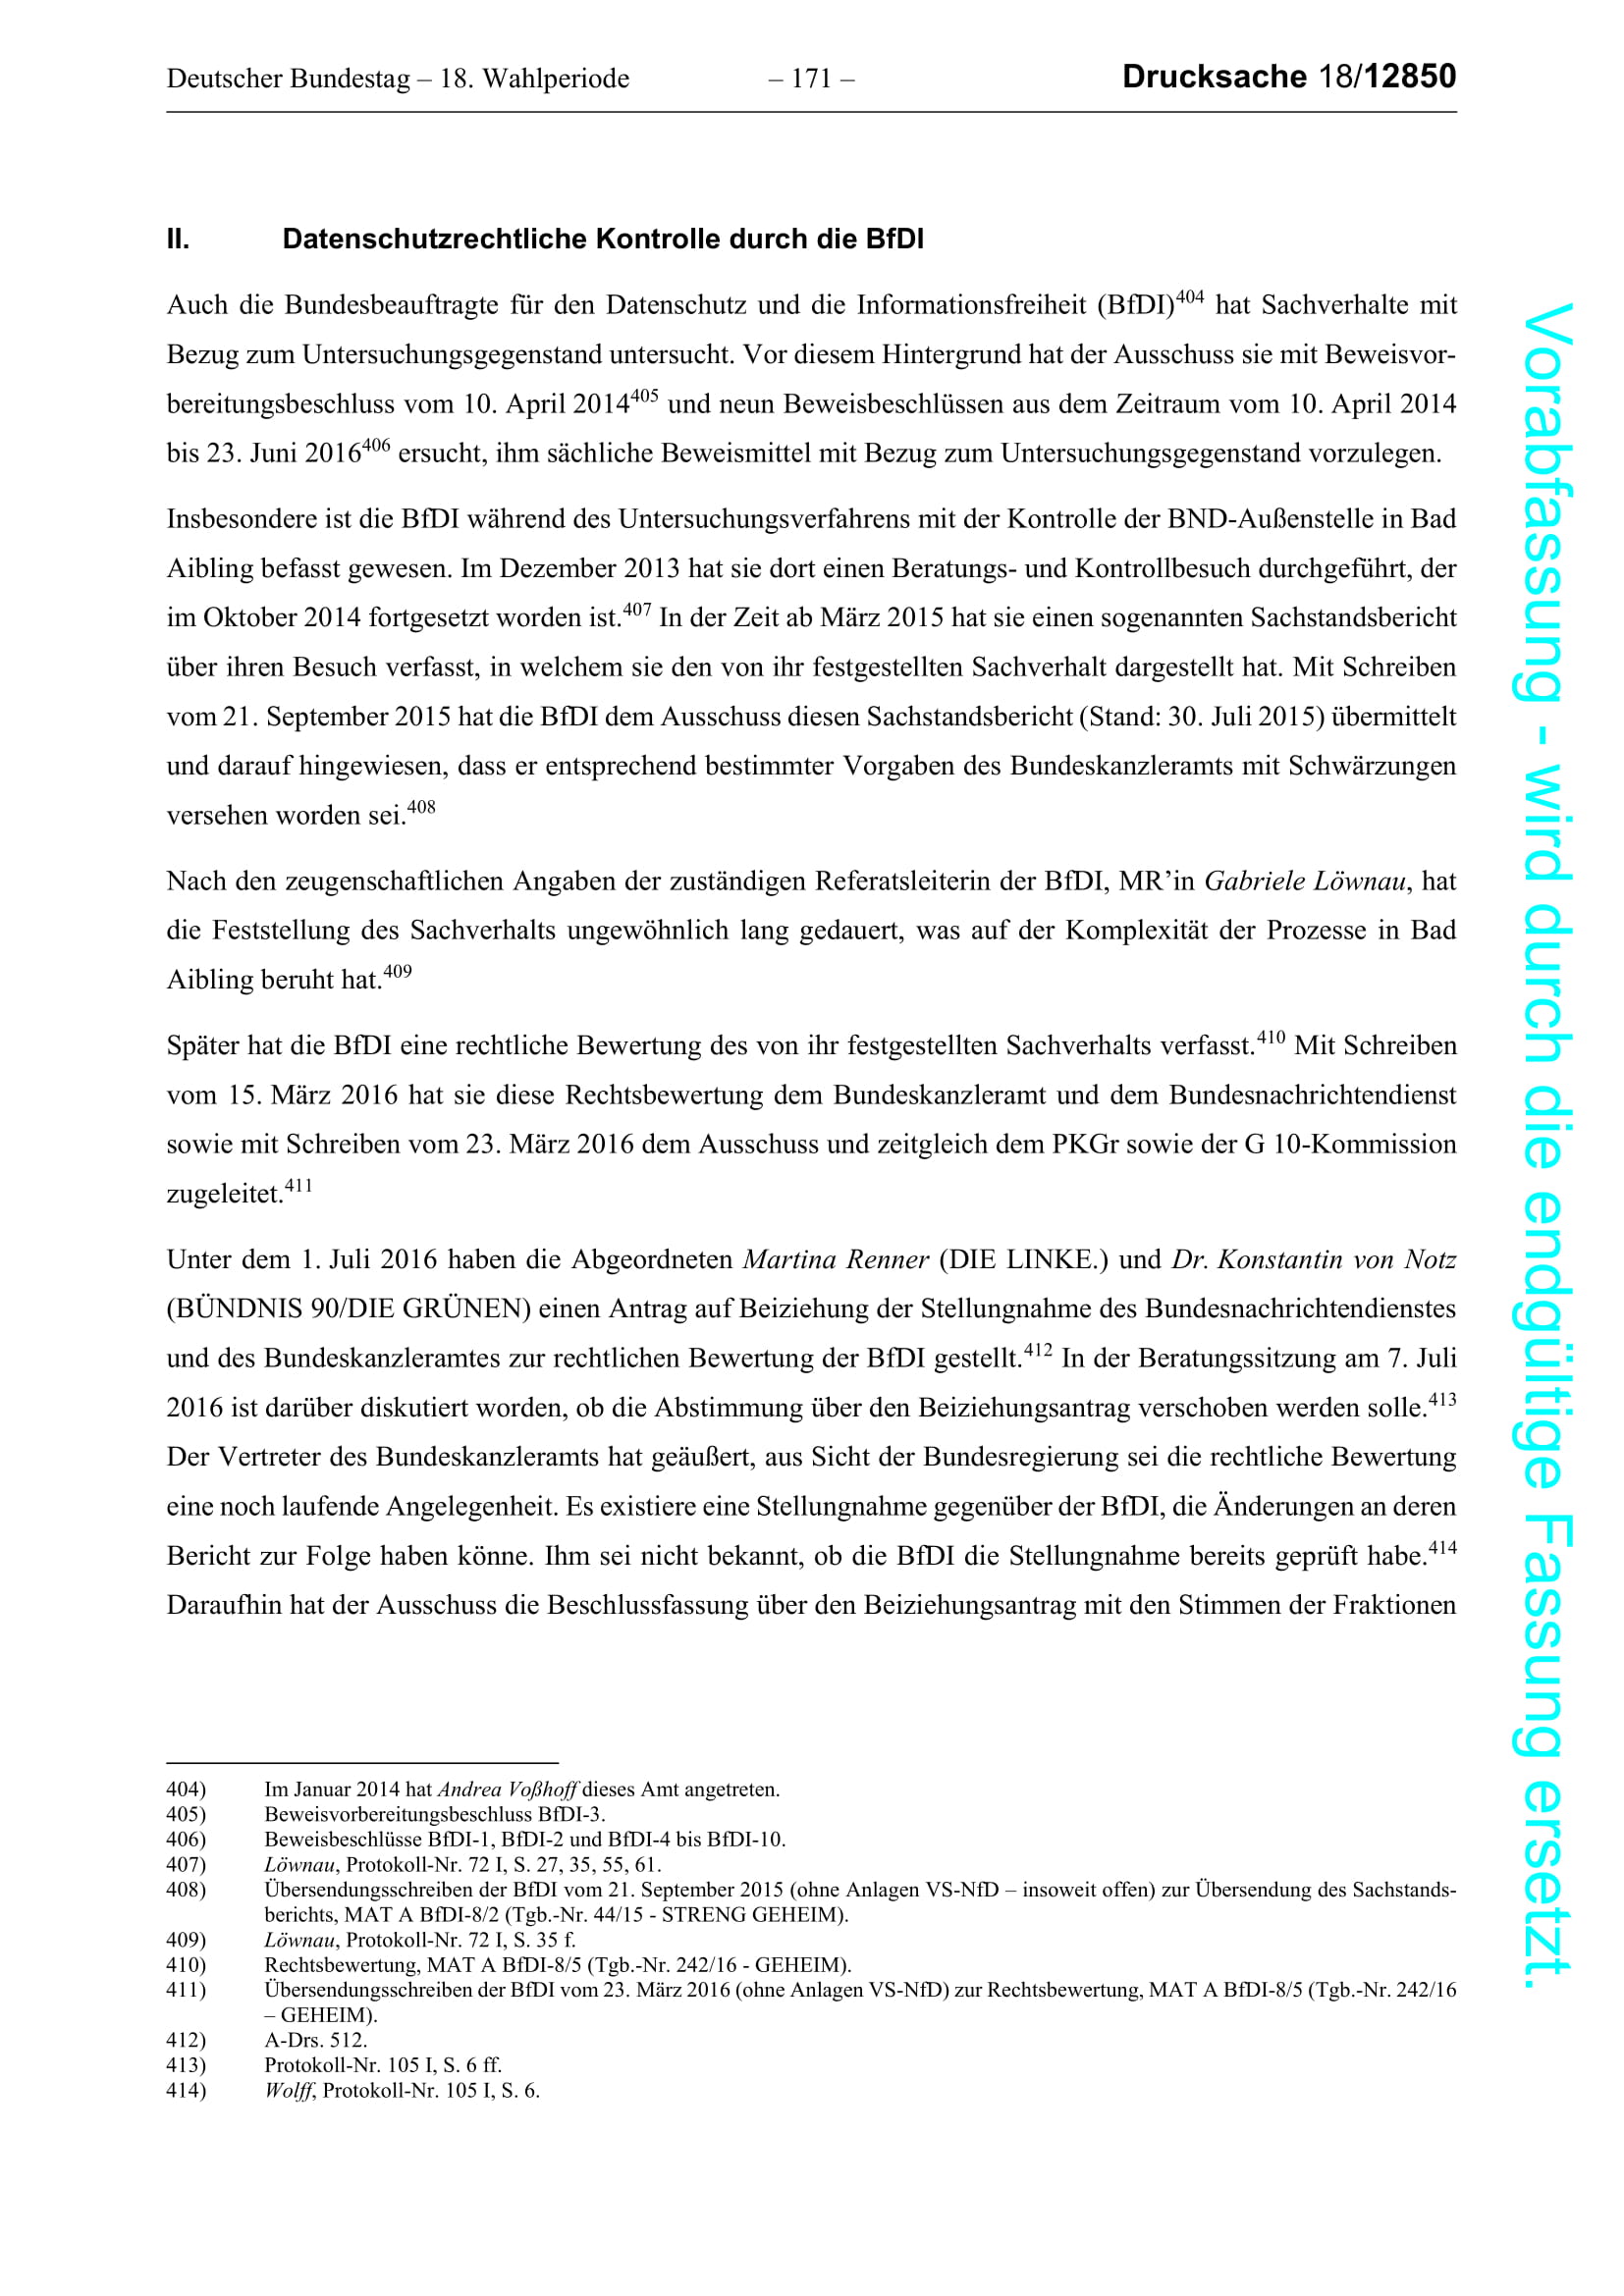 Deutscher Bundestag – 18. Wahlperiode – 171 – Drucksache 18/12850
II. Datenschutzrechtliche Kontrolle durch die BfDI
Auch die Bundesbeauftragte für den Datenschutz und die Informationsfreiheit (BfDI)404 hat Sachverhalte mit
Bezug zum Untersuchungsgegenstand untersucht. Vor diesem Hintergrund hat der Ausschuss sie mit Beweisvor-
bereitungsbeschluss vom 10. April 2014405 und neun Beweisbeschlüssen aus dem Zeitraum vom 10. April 2014
bis 23. Juni 2016406 ersucht, ihm sächliche Beweismittel mit Bezug zum Untersuchungsgegenstand vorzulegen.
Insbesondere ist die BfDI während des Untersuchungsverfahrens mit der Kontrolle der BND-Außenstelle in Bad
Aibling befasst gewesen. Im Dezember 2013 hat sie dort einen Beratungs- und Kontrollbesuch durchgeführt, der
im Oktober 2014 fortgesetzt worden ist.407 In der Zeit ab März 2015 hat sie einen sogenannten Sachstandsbericht
über ihren Besuch verfasst, in welchem sie den von ihr festgestellten Sachverhalt dargestellt hat. Mit Schreiben
vom 21. September 2015 hat die BfDI dem Ausschuss diesen Sachstandsbericht (Stand: 30. Juli 2015) übermittelt
und darauf hingewiesen, dass er entsprechend bestimmter Vorgaben des Bundeskanzleramts mit Schwärzungen
versehen worden sei.408
Nach den zeugenschaftlichen Angaben der zuständigen Referatsleiterin der BfDI, MR’in Gabriele Löwnau, hat
die Feststellung des Sachverhalts ungewöhnlich lang gedauert, was auf der Komplexität der Prozesse in Bad
Aibling beruht hat.409
Später hat die BfDI eine rechtliche Bewertung des von ihr festgestellten Sachverhalts verfasst.410 Mit Schreiben
vom 15. März 2016 hat sie diese Rechtsbewertung dem Bundeskanzleramt und dem Bundesnachrichtendienst
sowie mit Schreiben vom 23. März 2016 dem Ausschuss und zeitgleich dem PKGr sowie der G 10-Kommission
zugeleitet.411
Unter dem 1. Juli 2016 haben die Abgeordneten Martina Renner (DIE LINKE.) und Dr. Konstantin von Notz
(BÜNDNIS 90/DIE GRÜNEN) einen Antrag auf Beiziehung der Stellungnahme des Bundesnachrichtendienstes
und des Bundeskanzleramtes zur rechtlichen Bewertung der BfDI gestellt.412 In der Beratungssitzung am 7. Juli
2016 ist darüber diskutiert worden, ob die Abstimmung über den Beiziehungsantrag verschoben werden solle.413
Der Vertreter des Bundeskanzleramts hat geäußert, aus Sicht der Bundesregierung sei die rechtliche Bewertung
eine noch laufende Angelegenheit. Es existiere eine Stellungnahme gegenüber der BfDI, die Änderungen an deren
Bericht zur Folge haben könne. Ihm sei nicht bekannt, ob die BfDI die Stellungnahme bereits geprüft habe.414
Daraufhin hat der Ausschuss die Beschlussfassung über den Beiziehungsantrag mit den Stimmen der Fraktionen
404) Im Januar 2014 hat Andrea Voßhoff dieses Amt angetreten.
405) Beweisvorbereitungsbeschluss BfDI-3.
406) Beweisbeschlüsse BfDI-1, BfDI-2 und BfDI-4 bis BfDI-10.
407) Löwnau, Protokoll-Nr. 72 I, S. 27, 35, 55, 61.
408) Übersendungsschreiben der BfDI vom 21. September 2015 (ohne Anlagen VS-NfD – insoweit offen) zur Übersendung des Sachstands-
berichts, MAT A BfDI-8/2 (Tgb.-Nr. 44/15 - STRENG GEHEIM).
409) Löwnau, Protokoll-Nr. 72 I, S. 35 f.
410) Rechtsbewertung, MAT A BfDI-8/5 (Tgb.-Nr. 242/16 - GEHEIM).
411) Übersendungsschreiben der BfDI vom 23. März 2016 (ohne Anlagen VS-NfD) zur Rechtsbewertung, MAT A BfDI-8/5 (Tgb.-Nr. 242/16
– GEHEIM).
412) A-Drs. 512.
413) Protokoll-Nr. 105 I, S. 6 ff.
414) Wolff, Protokoll-Nr. 105 I, S. 6.
Vorabfassung - wird durch die endgültige Fassung ersetzt.